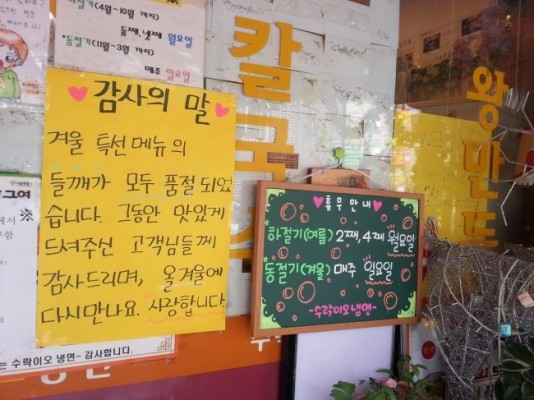 하절기(4월~10월 까지)
둘째, 넷째 월요일
*동절기(11월~3월 까지)
매주 일요일
감사의 말
겨울 특선메뉴의
들깨가 모두 품절 되었
습니다. 그동안 맛있게
드셔주신 고객님들께
감사드리며, 올겨울에
다시만나요. 사랑합니다.
칼국수
왕만두
휴무안내
하절기(여름) 2째, 4째 월요일
동절기(겨울) 매주 일요일
-수락이오냉면-
는 수락이오 냉면- 감사합니다.